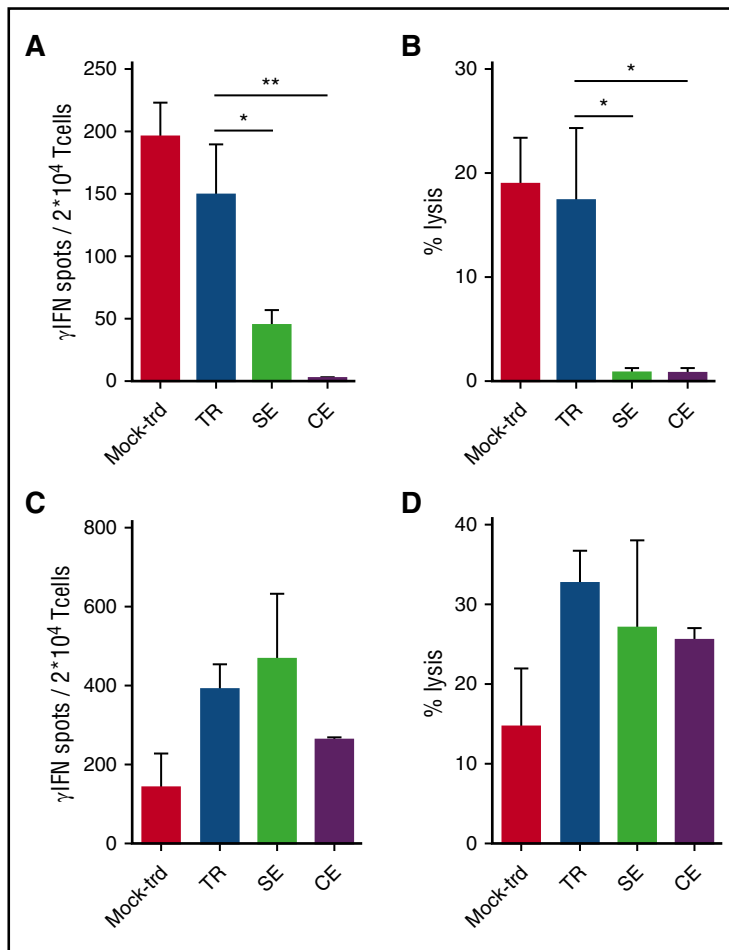 A
γIFN spots / 2*10⁴ Tcells
250
200
150
100
50
0
**
*
Mock-trd
TR
SE
CE
B
% lysis
30
20
10
0
*
*
Mock-trd
TR
SE
CE
C
γIFN spots / 2*10⁴ Tcells
800
600
400
200
0
Mock-trd
TR
SE
CE
D
% lysis
40
30
20
10
0
Mock-trd
TR
SE
CE